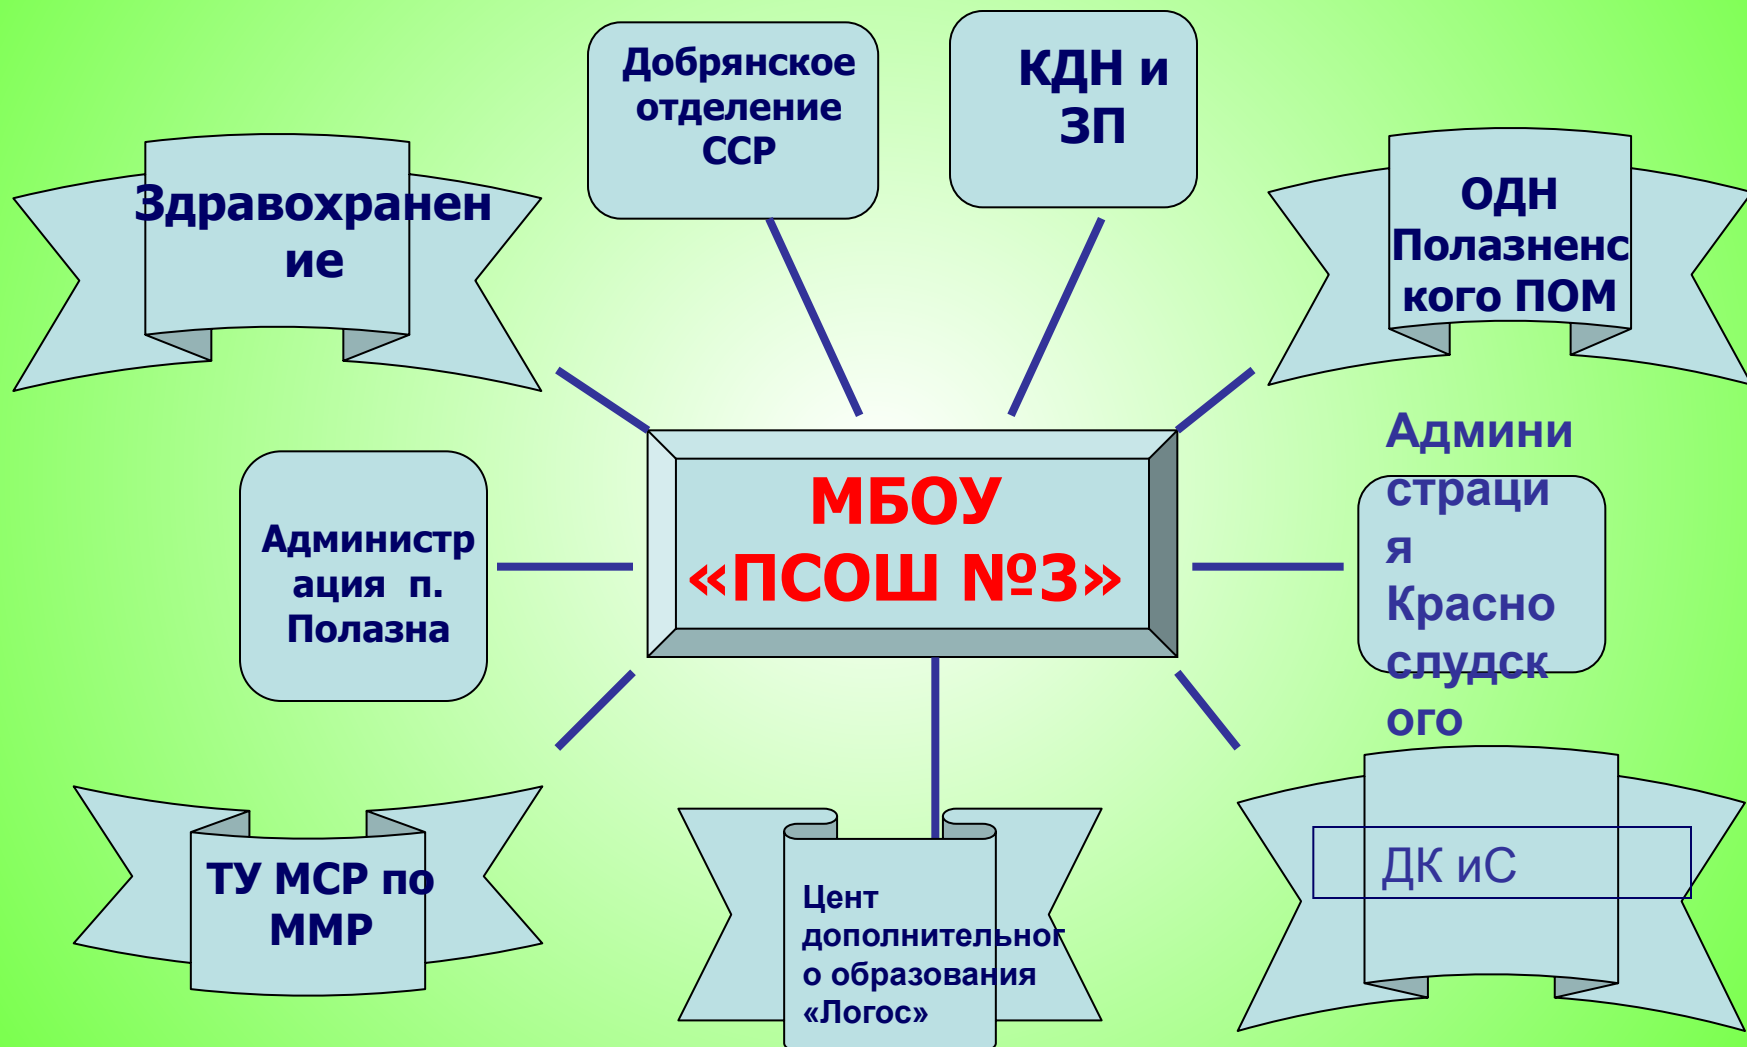 Добрянское
отделение
ССР
КДН и
ЗП
Здравохранен
ие
ОДН
Полазненс
кого ПОМ
МБОУ
«ПСОШ №3»
Администр
ация п.
Полазна
Админи
страци
я
Красно
слудск
ого
ТУ МСР по
ММР
Цент
дополнительног
о образования
«Логос»
ДК иС